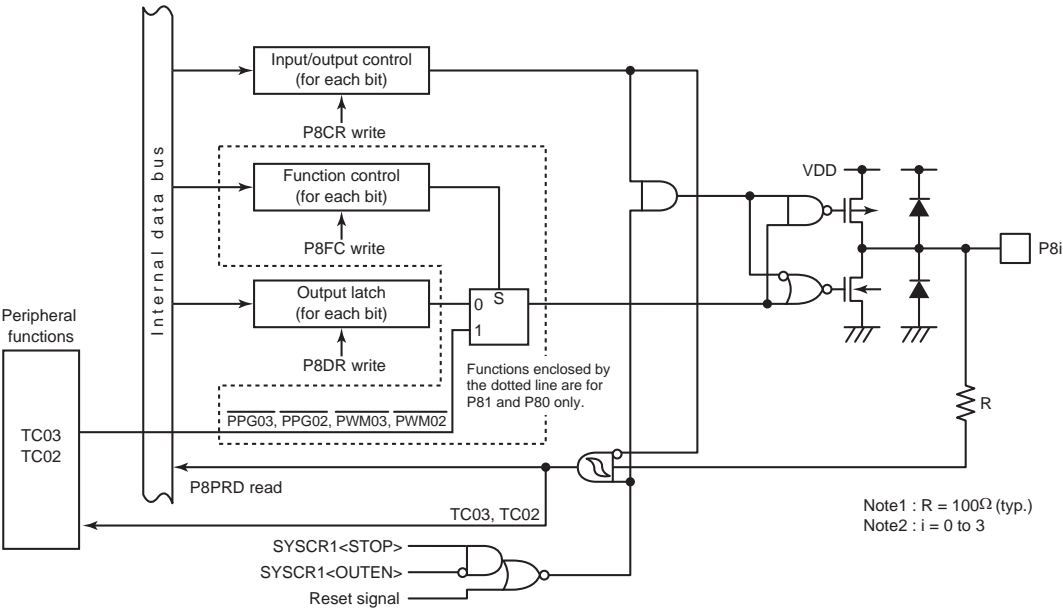 Input/output control
(for each bit)
P8CR write
Internal data bus
Function control
(for each bit)
P8FC write
Output latch
(for each bit)
P8DR write
0
S
1
VDD
P8i
R
Peripheral
functions
TC03
TC02
Functions enclosed by
the dotted line are for
P81 and P80 only.
PPG03, PPG02, PWM03, PWM02
P8PRD read
TC03, TC02
SYSCR1<STOP>
SYSCR1<OUTEN>
Reset signal
Note1 : R = 100Ω (typ.)
Note2 : i = 0 to 3